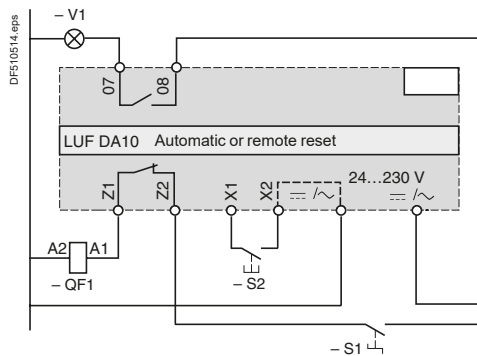 DF510514.eps
– V1
07
08
LUF DA10 Automatic or remote reset
Z1
Z2
X1
X2
24...230 V
⎓ /~
⎓ /~
A2
A1
– QF1
– S2
– S1